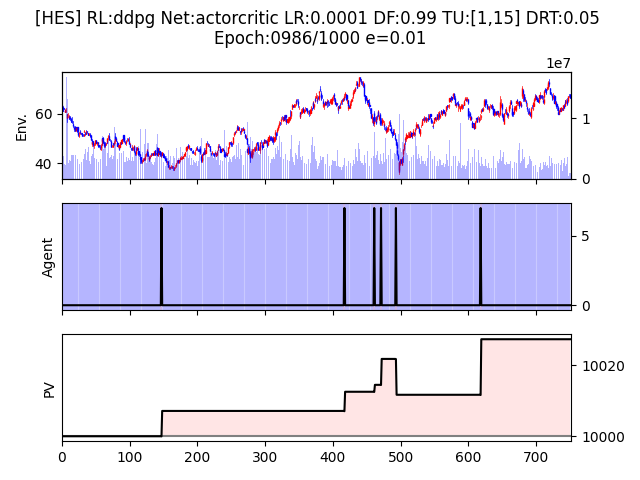 [HES] RL:ddpg Net:actorcritic LR:0.0001 DF:0.99 TU:[1,15] DRT:0.05
Epoch:0986/1000 e=0.01
1e7
Env.
60
40
1
0
Agent
5
0
PV
10020
10000
0 100 200 300 400 500 600 700